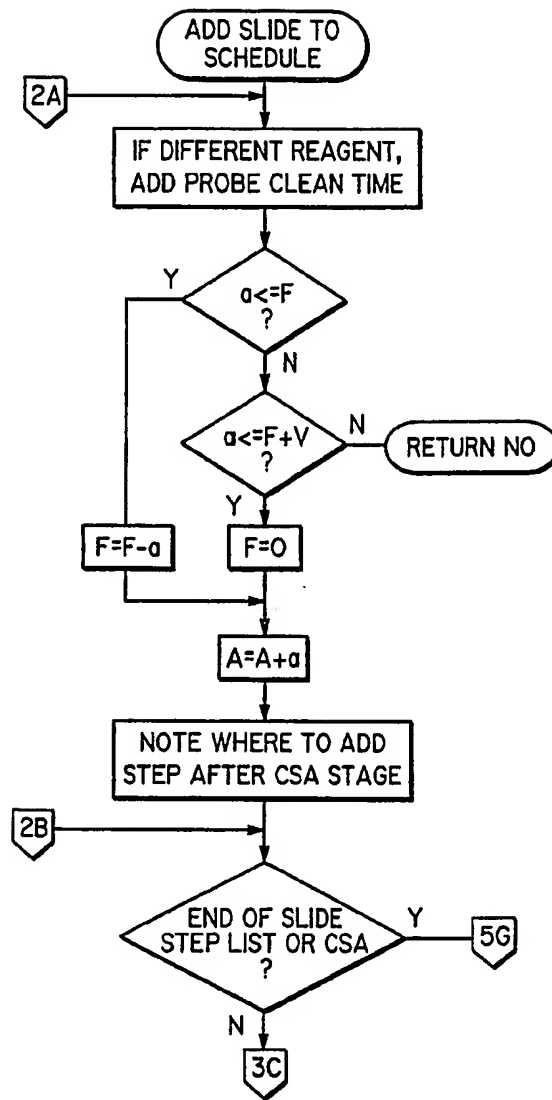 ADD SLIDE TO
SCHEDULE
2A
IF DIFFERENT REAGENT,
ADD PROBE CLEAN TIME
Y
a<=F
?
N
a<=F+V
?
N
RETURN NO
Y
F=F-a
F=0
A=A+a
NOTE WHERE TO ADD
STEP AFTER CSA STAGE
2B
END OF SLIDE
STEP LIST OR CSA
?
Y
5G
N
3C